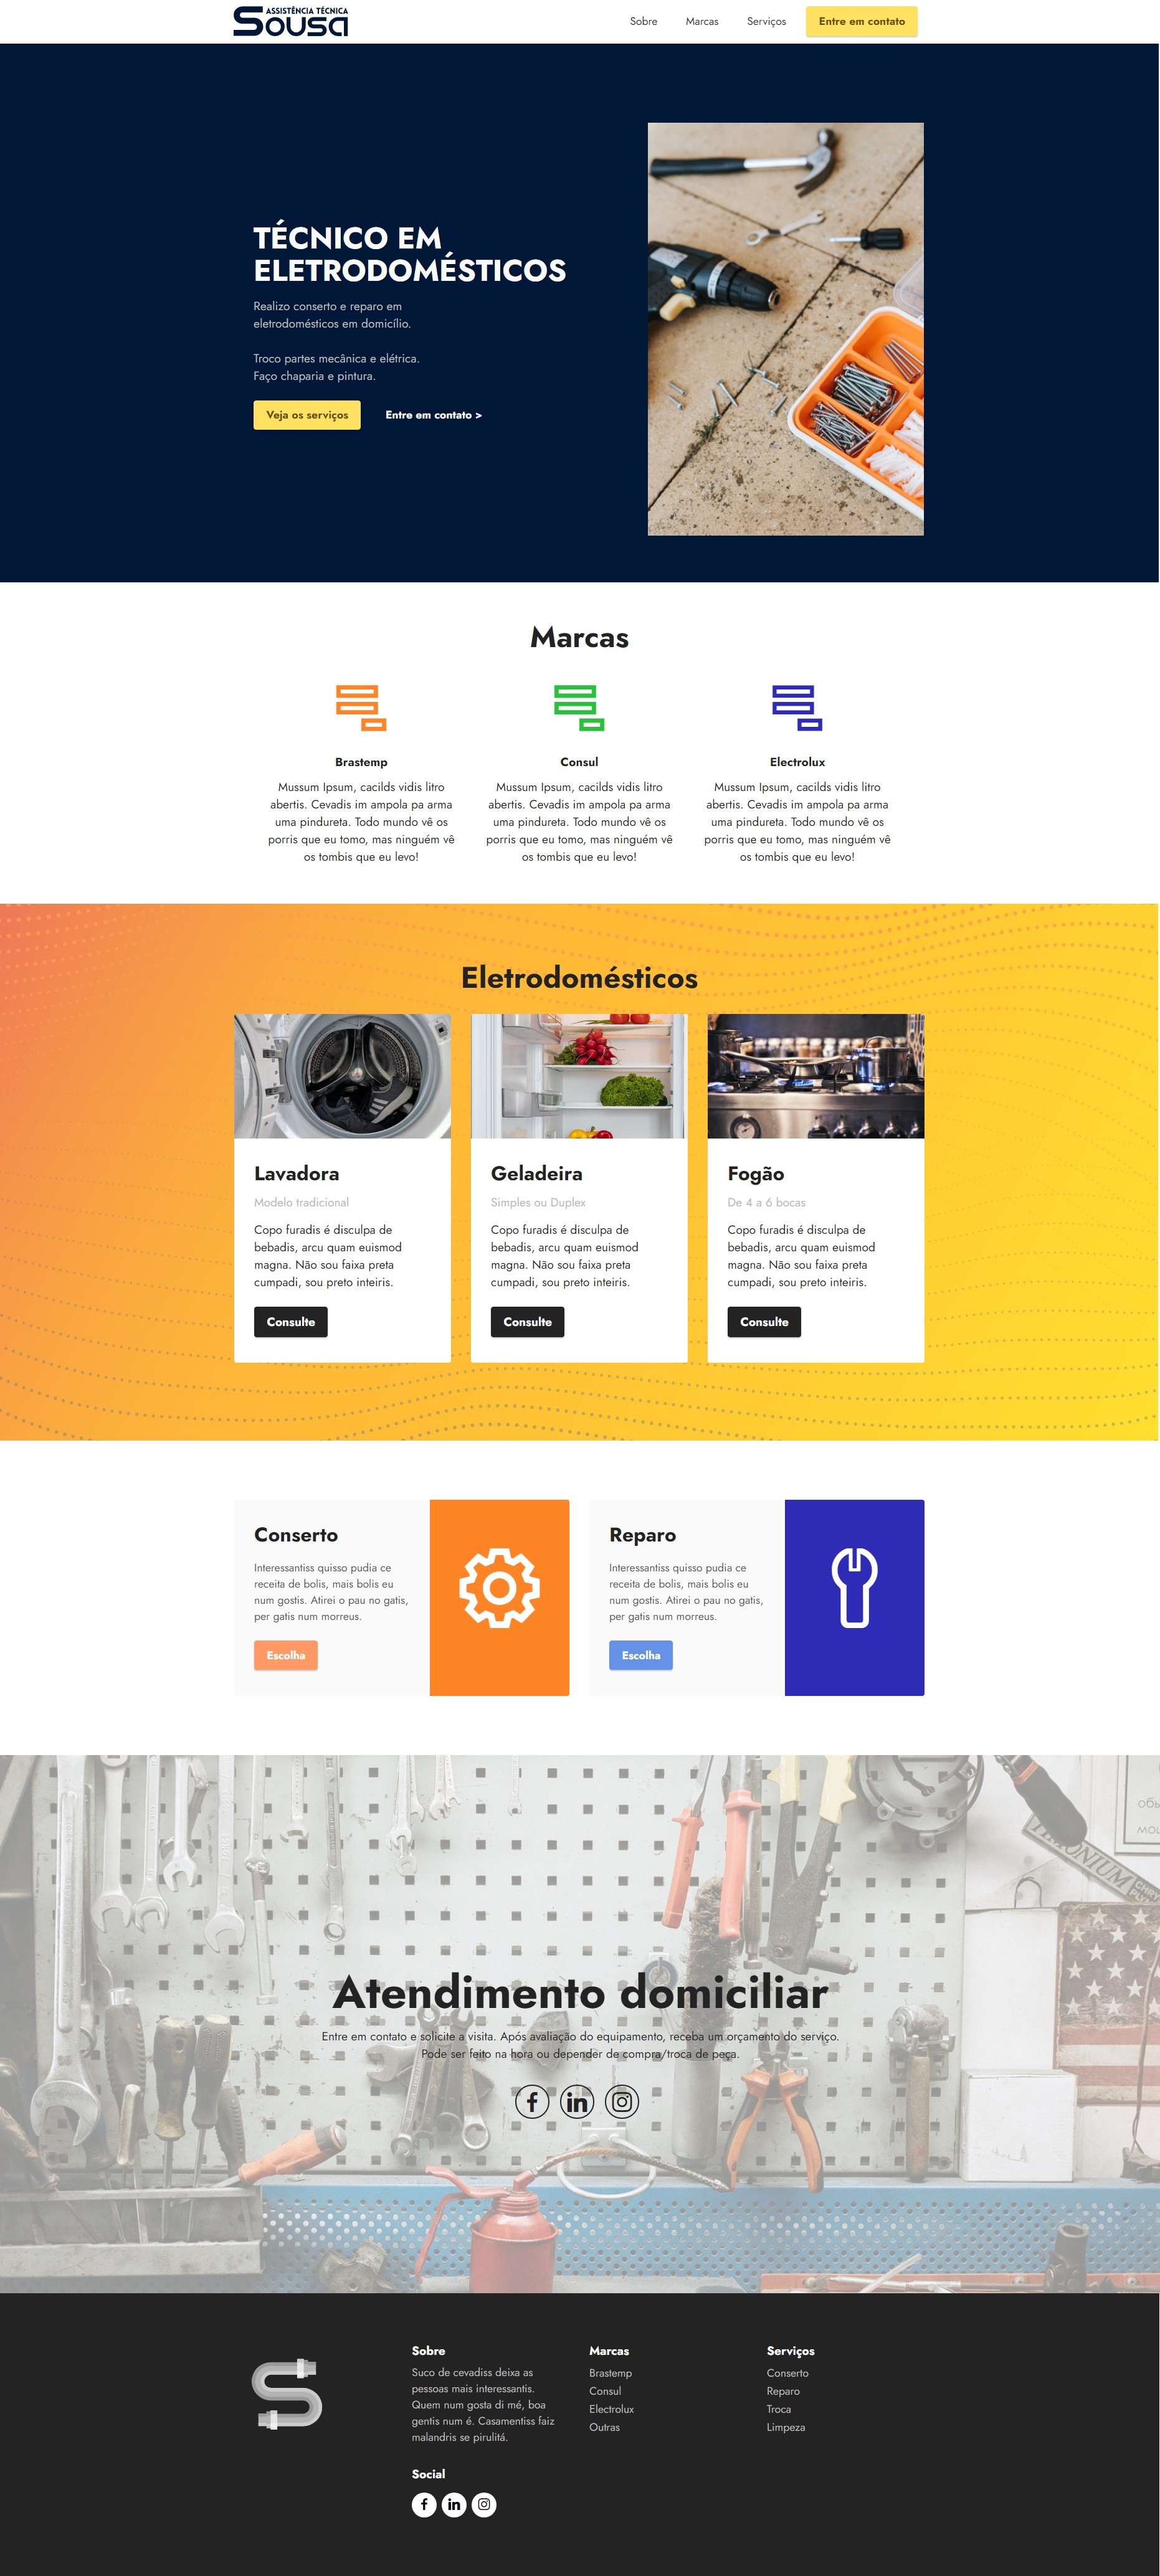 ASSISTÊNCIA TÉCNICA
Sousa
Sobre Marcas Serviços Entre em contato
TÉCNICO EM
ELETRODOMÉSTICOS
Realizo conserto e reparo em
eletrodomésticos em domicílio.
Troco partes mecânica e elétrica.
Faço chaparia e pintura.
Veja os serviços Entre em contato >
Marcas
Brastemp
Mussum Ipsum, cacilds vidis litro
abertis. Cevadis im ampola pa arma
uma pindureta. Todo mundo vê os
porris que eu tomo, mas ninguém vê
os tombis que eu levo!
Consul
Mussum Ipsum, cacilds vidis litro
abertis. Cevadis im ampola pa arma
uma pindureta. Todo mundo vê os
porris que eu tomo, mas ninguém vê
os tombis que eu levo!
Electrolux
Mussum Ipsum, cacilds vidis litro
abertis. Cevadis im ampola pa arma
uma pindureta. Todo mundo vê os
porris que eu tomo, mas ninguém vê
os tombis que eu levo!
Eletrodomésticos
Lavadora
Modelo tradicional
Copo furadis é disculpa de
bebadis, arcu quam euismod
magna. Não sou faixa preta
cumpadi, sou preto inteiris.
Consulte
Geladeira
Simples ou Duplex
Copo furadis é disculpa de
bebadis, arcu quam euismod
magna. Não sou faixa preta
cumpadi, sou preto inteiris.
Consulte
Fogão
De 4 a 6 bocas
Copo furadis é disculpa de
bebadis, arcu quam euismod
magna. Não sou faixa preta
cumpadi, sou preto inteiris.
Consulte
Conserto
Interessantiss quisso pudia ce
receita de bolis, mais bolis eu
num gostis. Atirei o pau no gatis,
per gatis num morreus.
Escolha
Reparo
Interessantiss quisso pudia ce
receita de bolis, mais bolis eu
num gostis. Atirei o pau no gatis,
per gatis num morreus.
Escolha
Atendimento domiciliar
Entre em contato e solicite a visita. Após avaliação do equipamento, receba um orçamento do serviço.
Pode ser feito na hora ou depender de compra/troca de peça.
Sobre
Suco de cevadiss deixa as
pessoas mais interessantis.
Quem num gosta di mé, boa
gentis num é. Casamentiss faiz
malandris se pirulitá.
Social
Marcas
Brastemp
Consul
Electrolux
Outras
Serviços
Conserto
Reparo
Troca
Limpeza